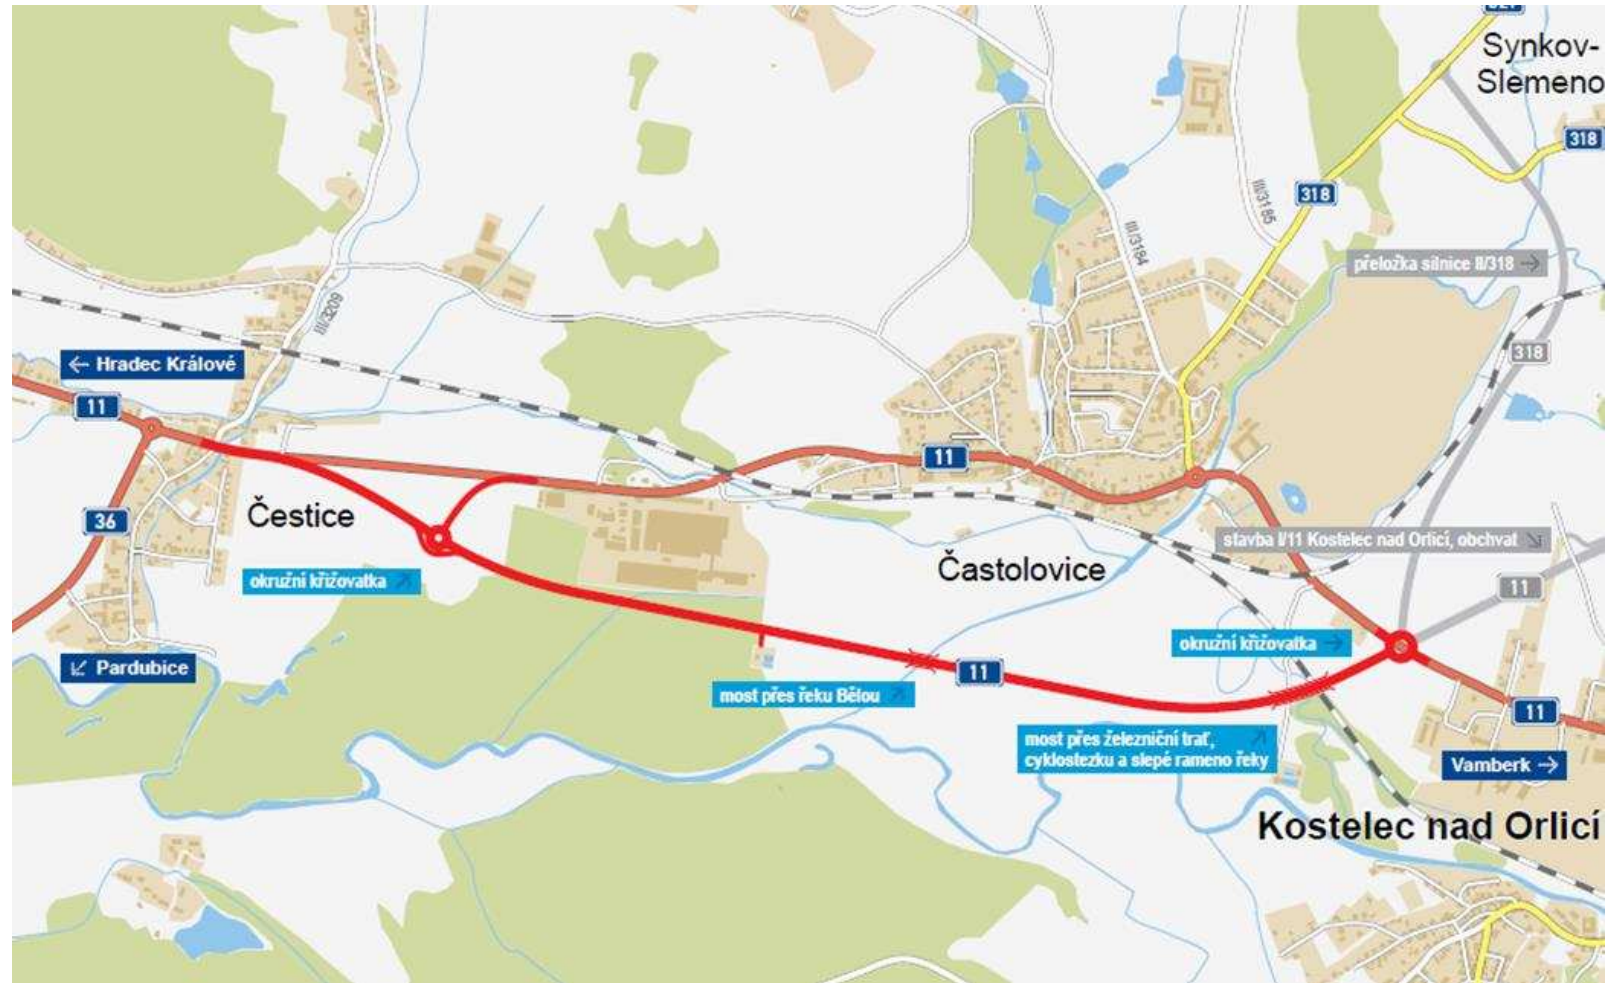 Synkov-
Slemeno
318
318
III/3185
III/3184
přeložka silnice II/318 →
III/3209
318
← Hradec Králové
11
11
36
Čestice
stavba I/11 Kostelec nad Orlicí, obchvat ↘
Častolovice
okružní křižovatka ↗
11
okružní křižovatka →
↙ Pardubice
11
most přes řeku Bělou ↗
11
most přes železniční trať, ↗
cyklostezku a slepé rameno řeky
Vamberk →
Kostelec nad Orlicí